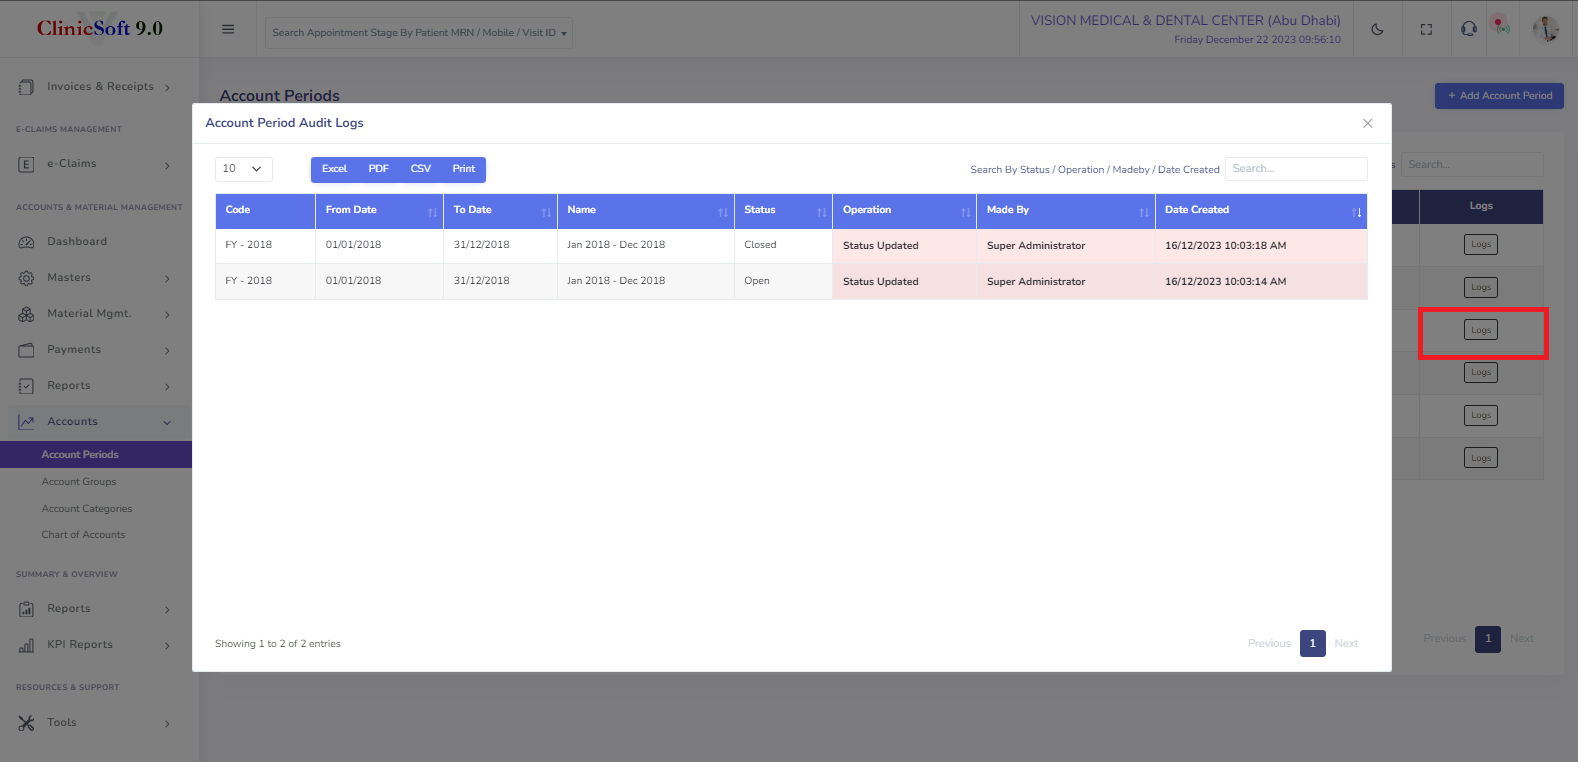 ClinicSoft 9.0
Search Appointment Stage By Patient MRN / Mobile / Visit ID
VISION MEDICAL & DENTAL CENTER (Abu Dhabi)
Friday December 22 2023 09:56:10
Invoices & Receipts
E-CLAIMS MANAGEMENT
e-Claims
ACCOUNTS & MATERIAL MANAGEMENT
Dashboard
Masters
Material Mgmt.
Payments
Reports
Accounts
Account Periods
Account Groups
Account Categories
Chart of Accounts
SUMMARY & OVERVIEW
Reports
KPI Reports
RESOURCES & SUPPORT
Tools
Account Periods
+ Add Account Period
Account Period Audit Logs
10
Excel PDF CSV Print
Search By Status / Operation / Madeby / Date Created Search...
Code From Date To Date Name Status Operation Made By Date Created
FY - 2018 01/01/2018 31/12/2018 Jan 2018 - Dec 2018 Closed Status Updated Super Administrator 16/12/2023 10:03:18 AM
FY - 2018 01/01/2018 31/12/2018 Jan 2018 - Dec 2018 Open Status Updated Super Administrator 16/12/2023 10:03:14 AM
Showing 1 to 2 of 2 entries
Previous 1 Next
Search...
Logs
Logs
Logs
Logs
Logs
Logs
Logs
Previous 1 Next